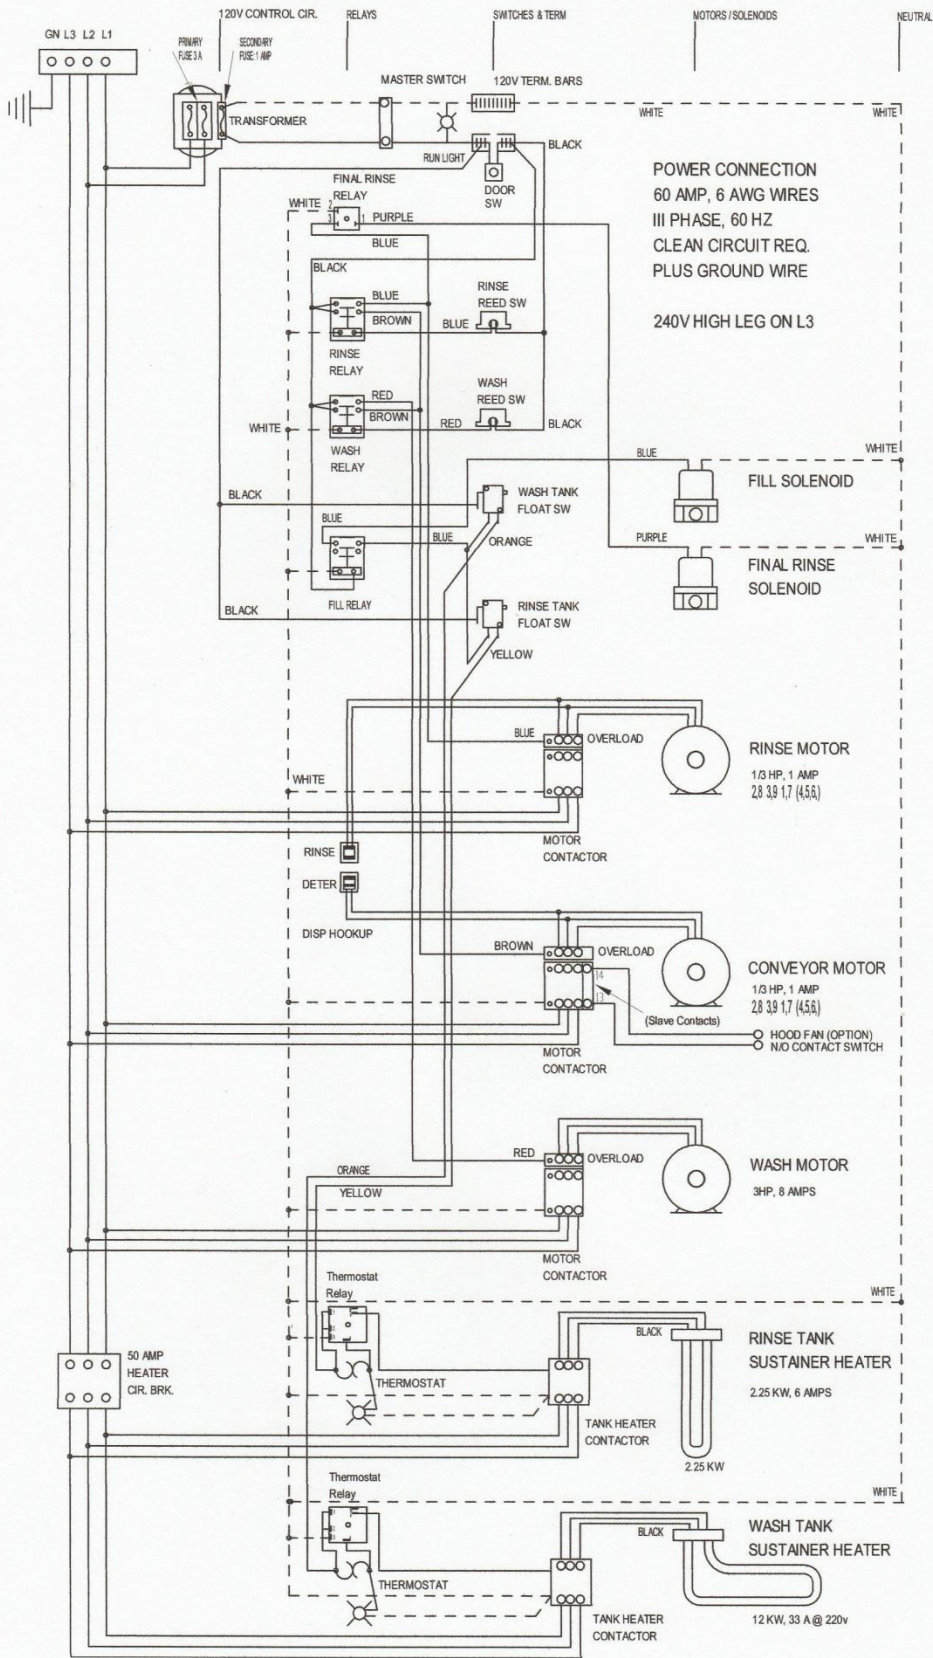 120V CONTROL CIR.
RELAYS
SWITCHES & TERM
MOTORS / SOLENOIDS
NEUTRAL
GN L3 L2 L1
PRIMARY
FUSE 3 A
SECONDARY
FUSE: 1 AMP
TRANSFORMER
MASTER SWITCH
120V TERM. BARS
WHITE
WHITE
RUN LIGHT
BLACK
DOOR
SW
POWER CONNECTION
60 AMP, 6 AWG WIRES
III PHASE, 60 HZ
CLEAN CIRCUIT REQ.
PLUS GROUND WIRE
240V HIGH LEG ON L3
FINAL RINSE
RELAY
WHITE
2
3
1
PURPLE
BLUE
BLACK
BLUE
BROWN
RINSE
REED SW
BLUE
RINSE
RELAY
RED
BROWN
WASH
REED SW
WHITE
RED
BLACK
WASH
RELAY
BLUE
WHITE
FILL SOLENOID
BLACK
WASH TANK
FLOAT SW
BLUE
BLUE
ORANGE
PURPLE
WHITE
FINAL RINSE
SOLENOID
FILL RELAY
BLACK
RINSE TANK
FLOAT SW
YELLOW
BLUE
OVERLOAD
RINSE MOTOR
1/3 HP, 1 AMP
2,8 3,9 1,7 (4,5,6,)
WHITE
MOTOR
CONTACTOR
RINSE
DETER
DISP HOOKUP
BROWN
OVERLOAD
CONVEYOR MOTOR
1/3 HP, 1 AMP
2,8 3,9 1,7 (4,5,6,)
14
13
(Slave Contacts)
HOOD FAN (OPTION)
N/O CONTACT SWITCH
MOTOR
CONTACTOR
RED
OVERLOAD
WASH MOTOR
3HP, 8 AMPS
ORANGE
YELLOW
MOTOR
CONTACTOR
Thermostat
Relay
WHITE
BLACK
RINSE TANK
SUSTAINER HEATER
2.25 KW, 6 AMPS
50 AMP
HEATER
CIR. BRK.
THERMOSTAT
TANK HEATER
CONTACTOR
2.25 KW
Thermostat
Relay
WHITE
BLACK
WASH TANK
SUSTAINER HEATER
THERMOSTAT
TANK HEATER
CONTACTOR
12 KW, 33 A @ 220v